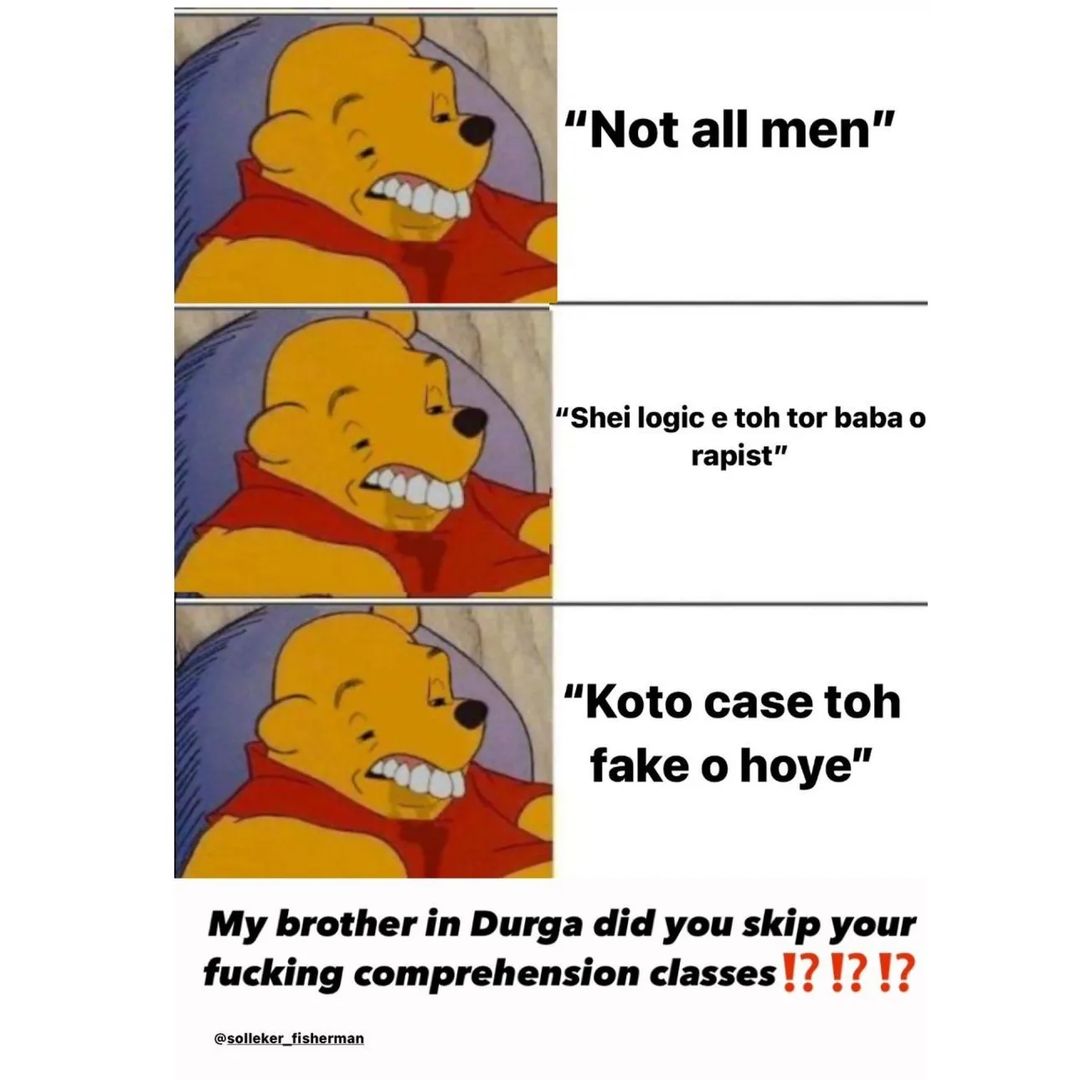 “Not all men”
“Shei logic e toh tor baba o
rapist”
“Koto case toh
fake o hoye”
My brother in Durga did you skip your
fucking comprehension classes⁉️⁉️⁉️
@solleker_fisherman